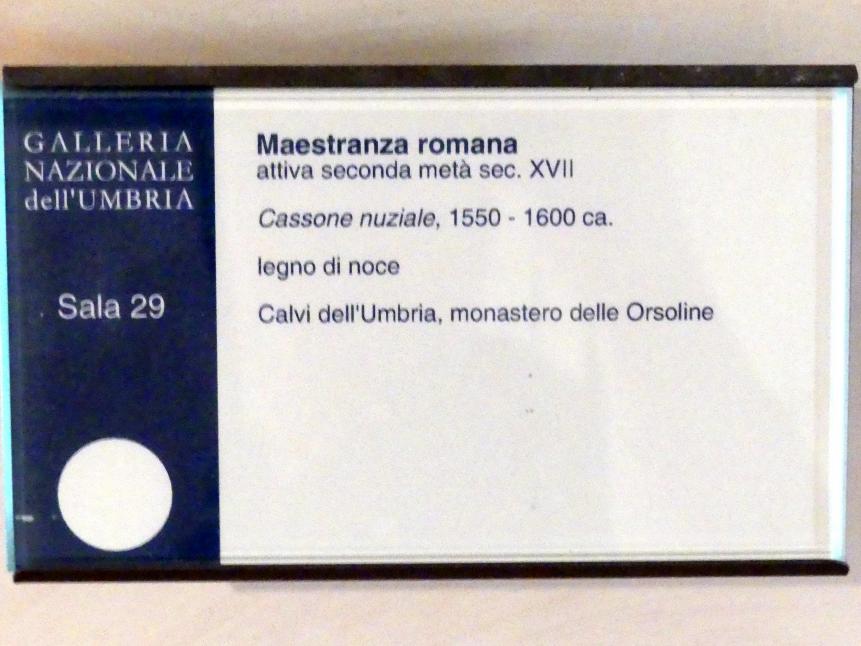 GALLERIA
NAZIONALE
dell'UMBRIA
Sala 29
Maestranza romana
attiva seconda metà sec. XVII
Cassone nuziale, 1550 - 1600 ca.
legno di noce
Calvi dell'Umbria, monastero delle Orsoline